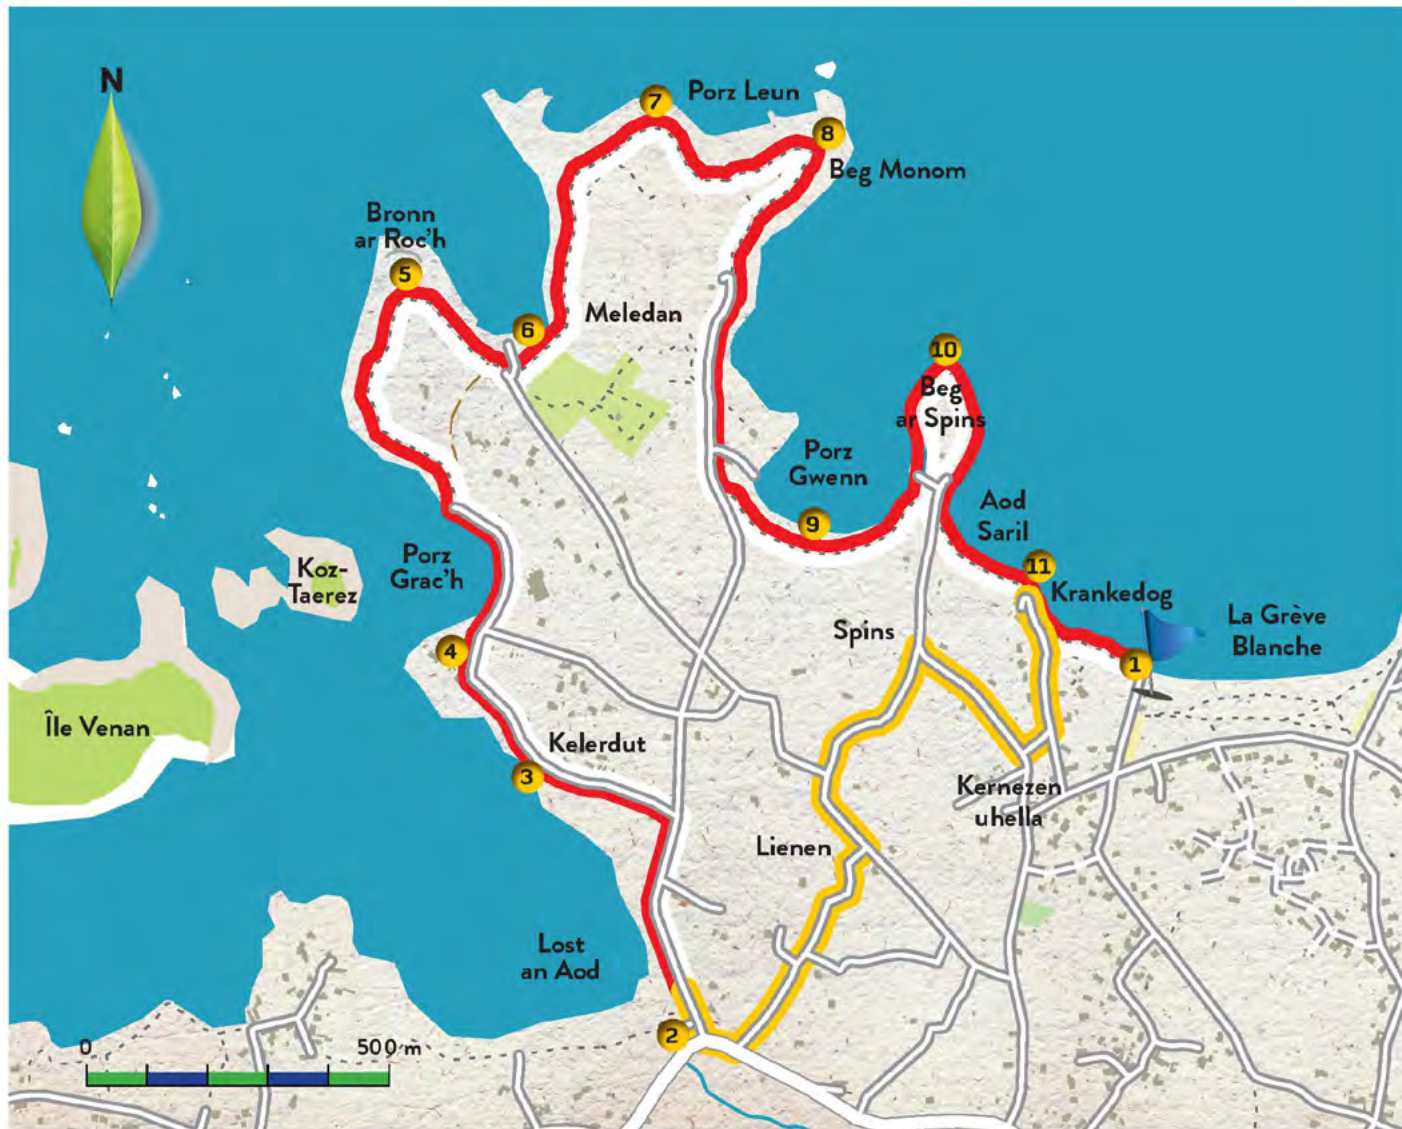 N
7
Porz Leun
8
Beg Monom
Bronn
ar Roc'h
5
6
Meledan
10
Beg
ar Spins
Porz
Gwenn
9
Aod
Saril
11
Krankedog
La Grève
Blanche
1
Porz
Grac'h
Koz-
Taerez
4
Spins
Île Venan
Kelerdut
3
Kernezen
uhella
Lienen
Lost
an Aod
2
0
500 m